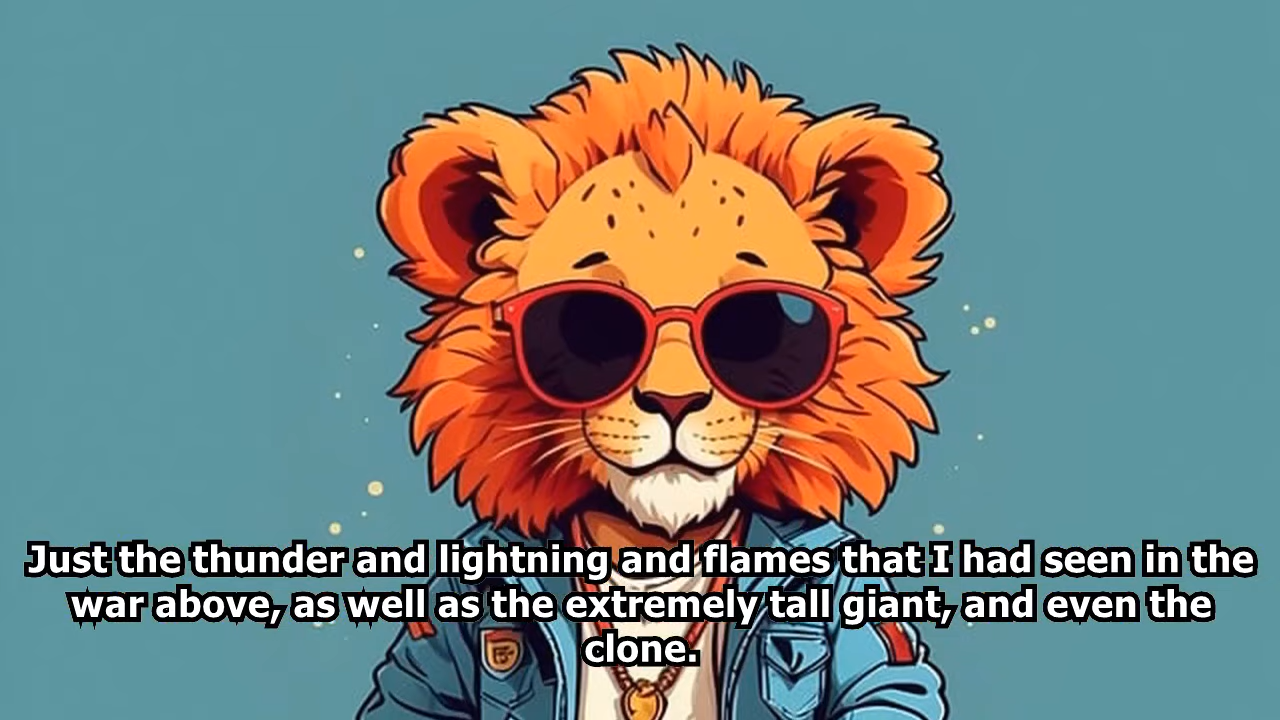 Just the thunder and lightning and flames that I had seen in the
war above, as well as the extremely tall giant, and even the
clone.